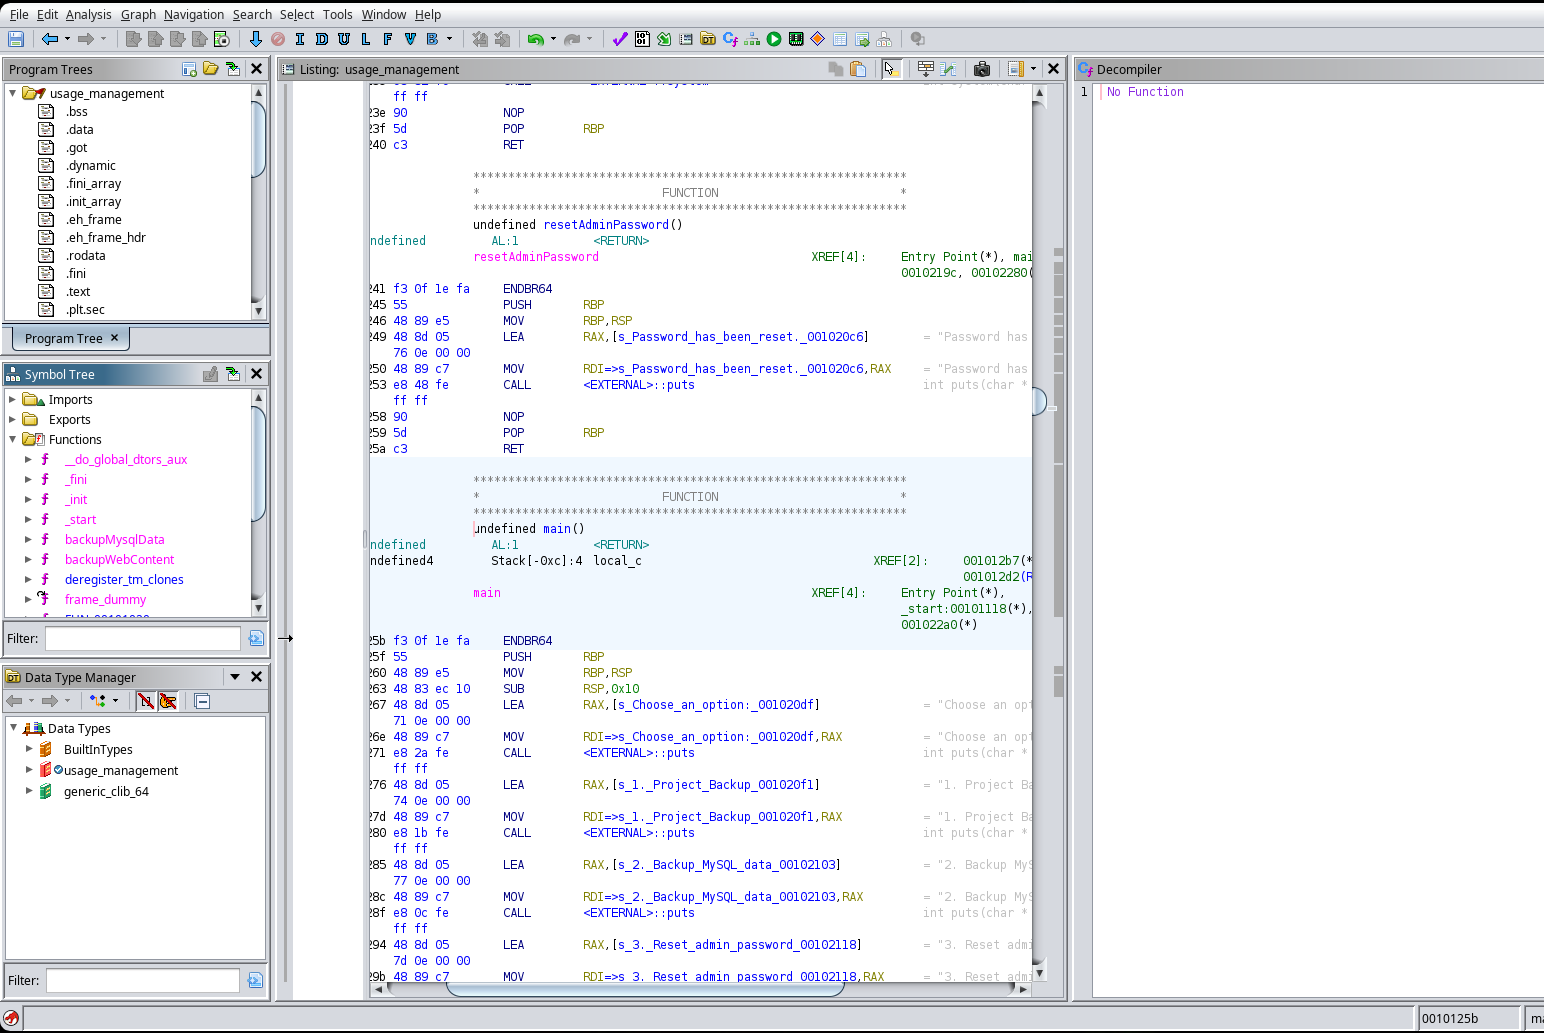 File Edit Analysis Graph Navigation Search Select Tools Window Help
I D U L F V B
Program Trees
usage_management
.bss
.data
.got
.dynamic
.fini_array
.init_array
.eh_frame
.eh_frame_hdr
.rodata
.fini
.text
.plt.sec
Program Tree ×
Symbol Tree
Imports
Exports
Functions
__do_global_dtors_aux
_fini
_init
_start
backupMysqlData
backupWebContent
deregister_tm_clones
frame_dummy
Filter:
Data Type Manager
Data Types
BuiltInTypes
usage_management
generic_clib_64
Filter:
Listing: usage_management
ff ff
23e 90 NOP
23f 5d POP RBP
240 c3 RET
**************************************************************
* FUNCTION *
**************************************************************
undefined resetAdminPassword()
ndefined AL:1 <RETURN>
resetAdminPassword XREF[4]: Entry Point(*), mai
0010219c, 00102280(
241 f3 0f 1e fa ENDBR64
245 55 PUSH RBP
246 48 89 e5 MOV RBP,RSP
249 48 8d 05 LEA RAX,[s_Password_has_been_reset._001020c6] = "Password has
76 0e 00 00
250 48 89 c7 MOV RDI=>s_Password_has_been_reset._001020c6,RAX = "Password has
253 e8 48 fe CALL <EXTERNAL>::puts int puts(char *
ff ff
258 90 NOP
259 5d POP RBP
25a c3 RET
**************************************************************
* FUNCTION *
**************************************************************
undefined main()
ndefined AL:1 <RETURN>
ndefined4 Stack[-0xc]:4 local_c XREF[2]: 001012b7(*
001012d2(R
main XREF[4]: Entry Point(*),
_start:00101118(*),
001022a0(*)
25b f3 0f 1e fa ENDBR64
25f 55 PUSH RBP
260 48 89 e5 MOV RBP,RSP
263 48 83 ec 10 SUB RSP,0x10
267 48 8d 05 LEA RAX,[s_Choose_an_option:_001020df] = "Choose an opt
71 0e 00 00
26e 48 89 c7 MOV RDI=>s_Choose_an_option:_001020df,RAX = "Choose an opt
271 e8 2a fe CALL <EXTERNAL>::puts int puts(char *
ff ff
276 48 8d 05 LEA RAX,[s_1._Project_Backup_001020f1] = "1. Project Ba
74 0e 00 00
27d 48 89 c7 MOV RDI=>s_1._Project_Backup_001020f1,RAX = "1. Project Ba
280 e8 1b fe CALL <EXTERNAL>::puts int puts(char *
ff ff
285 48 8d 05 LEA RAX,[s_2._Backup_MySQL_data_00102103] = "2. Backup MyS
77 0e 00 00
28c 48 89 c7 MOV RDI=>s_2._Backup_MySQL_data_00102103,RAX = "2. Backup MyS
28f e8 0c fe CALL <EXTERNAL>::puts int puts(char *
ff ff
294 48 8d 05 LEA RAX,[s_3._Reset_admin_password_00102118] = "3. Reset admi
7d 0e 00 00
29b 48 89 c7 MOV RDI=>s_3._Reset_admin_password_00102118,RAX = "3. Reset admi
Decompiler
1 No Function
0010125b ma